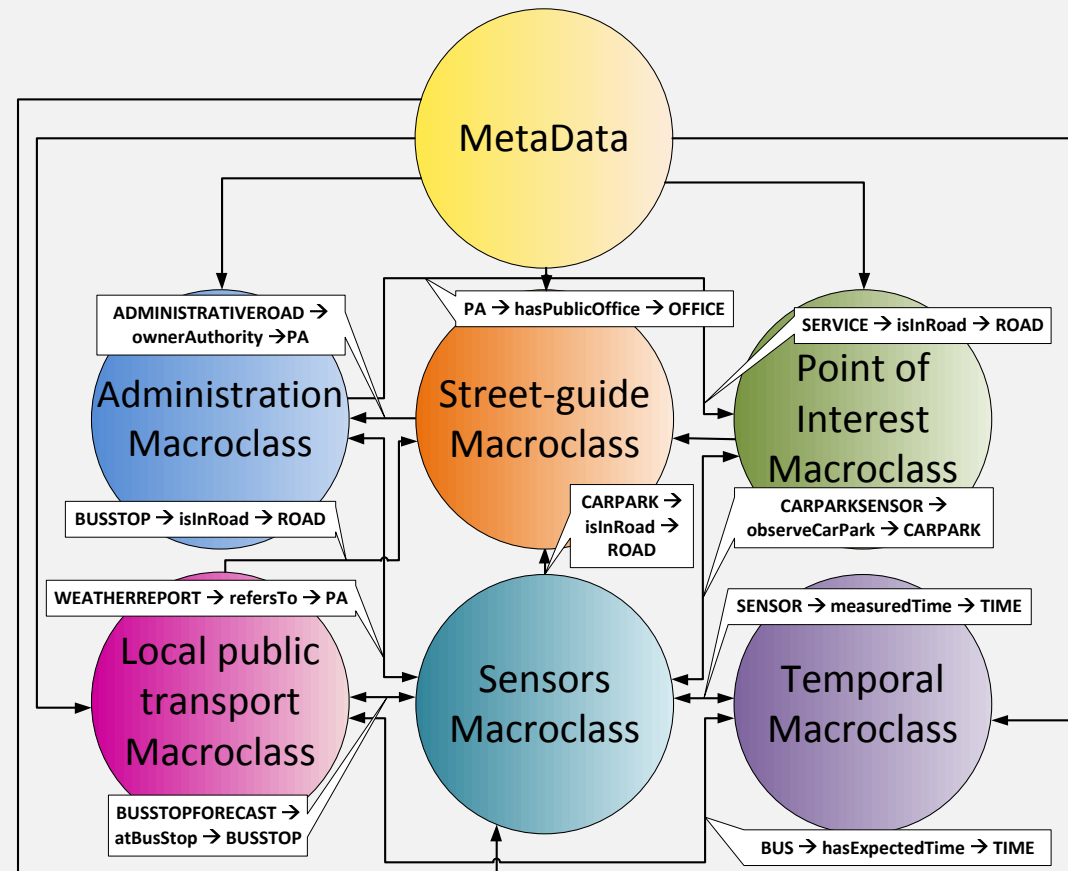 MetaData
ADMINISTRATIVEROAD →
ownerAuthority →PA
PA → hasPublicOffice → OFFICE
SERVICE → isInRoad → ROAD
Administration
Macroclass
Street-guide
Macroclass
Point of
Interest
Macroclass
BUSSTOP → isInRoad → ROAD
CARPARK →
isInRoad →
ROAD
CARPARKSENSOR →
observeCarPark → CARPARK
WEATHERREPORT → refersTo → PA
SENSOR → measuredTime → TIME
Local public
transport
Macroclass
Sensors
Macroclass
Temporal
Macroclass
BUSSTOPFORECAST →
atBusStop → BUSSTOP
BUS → hasExpectedTime → TIME